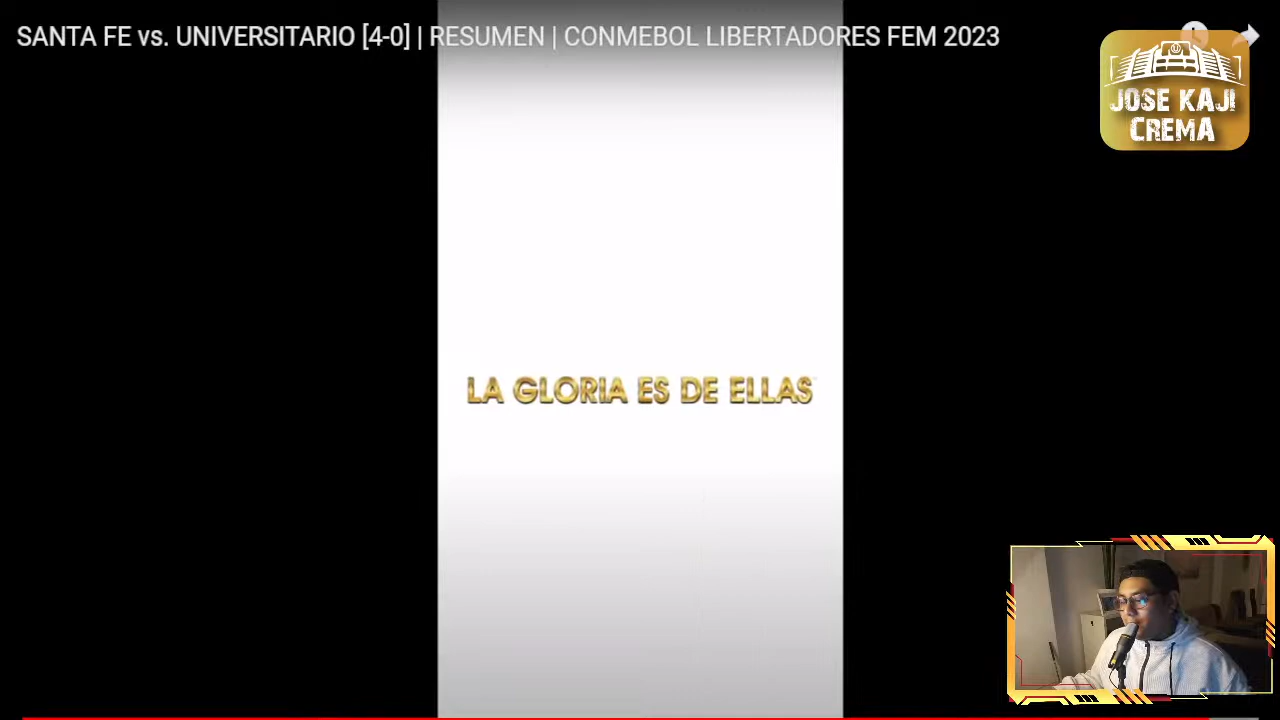 SANTA FE vs. UNIVERSITARIO [4-0] | RESUMEN | CONMEBOL LIBERTADORES FEM 2023
JOSE KAJI
CREMA
LA GLORIA ES DE ELLAS